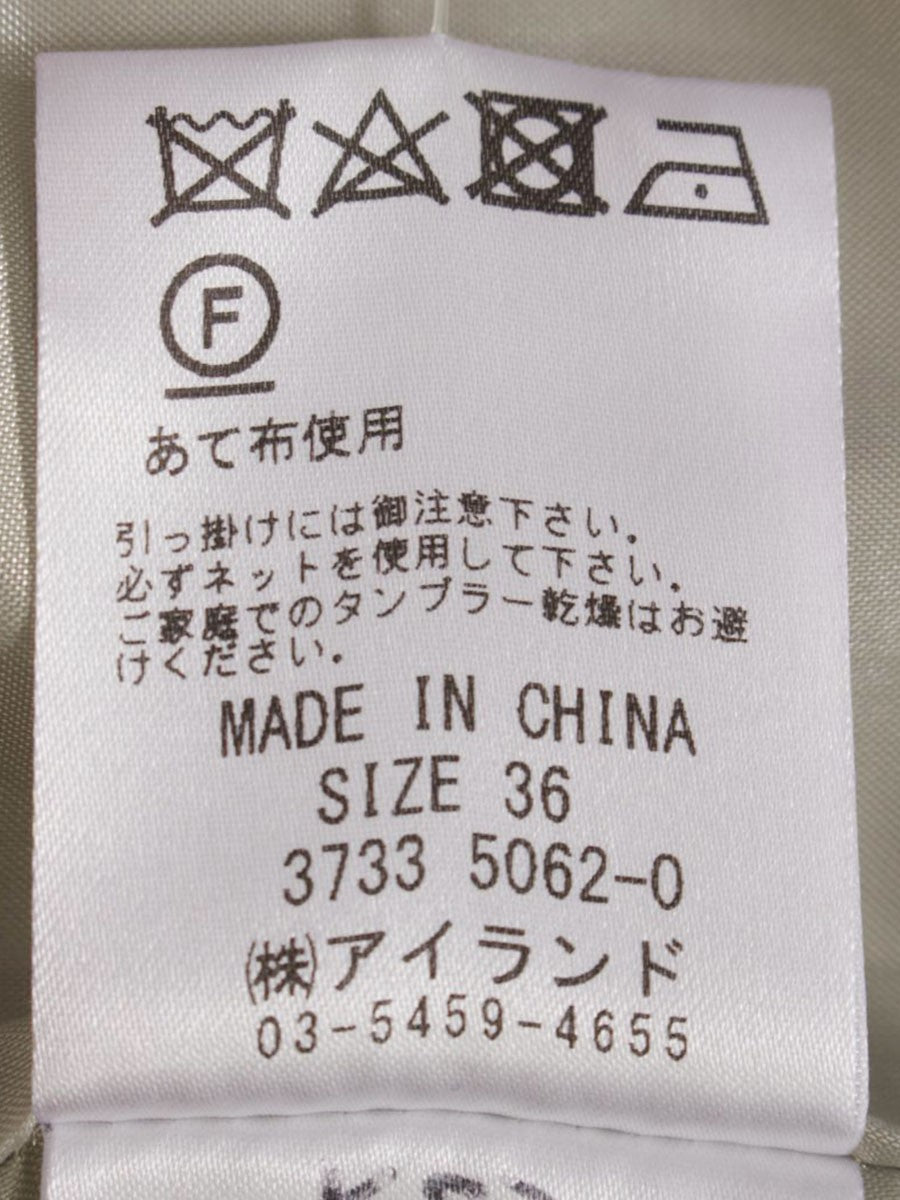 F
あて布使用
引っ掛けには御注意下さい.
必ずネットを使用して下さい.
ご家庭でのタンブラー乾燥はお避
けください.
MADE IN CHINA
SIZE 36
3733 5062-0
㈱アイランド
03-5459-4655